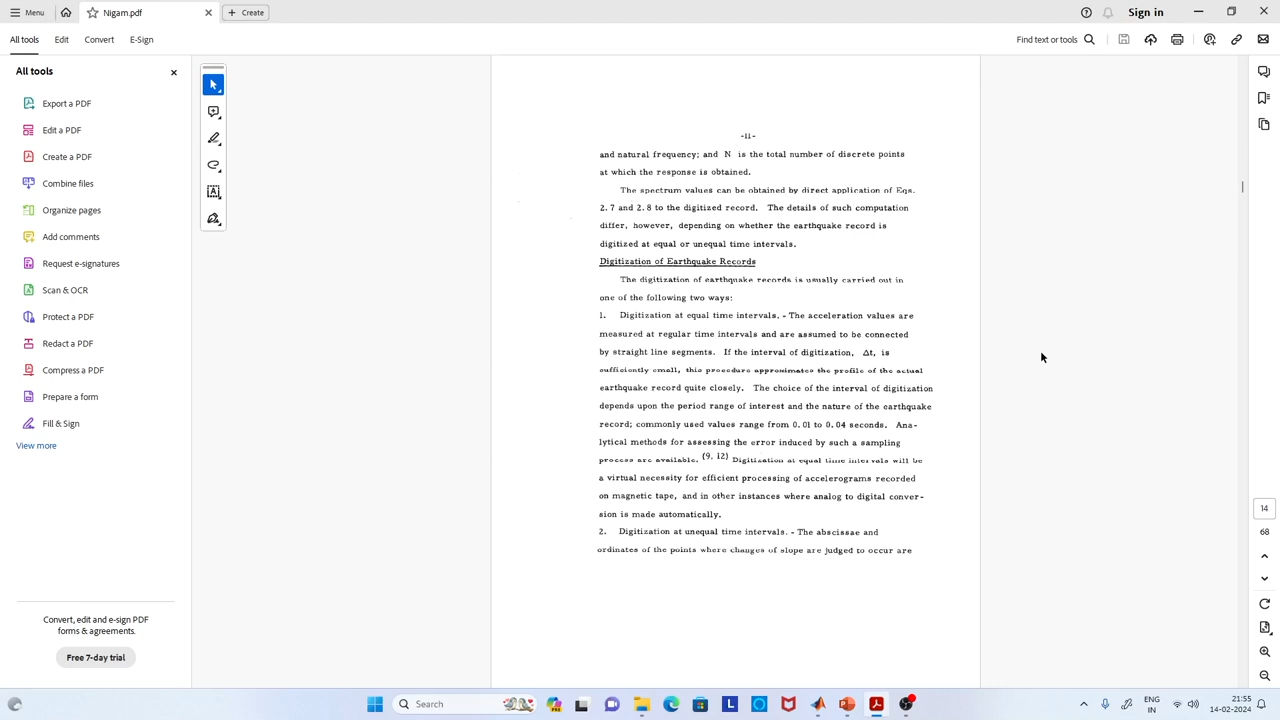 Menu
Nigam.pdf
Create
Sign in
All tools
Edit
Convert
E-Sign
Find text or tools
All tools
Export a PDF
Edit a PDF
Create a PDF
Combine files
Organize pages
Add comments
Request e-signatures
Scan & OCR
Protect a PDF
Redact a PDF
Compress a PDF
Prepare a form
Fill & Sign
View more
Convert, edit and e-sign PDF
forms & agreements.
Free 7-day trial
-11-
and natural frequency; and N is the total number of discrete points
at which the response is obtained.
The spectrum values can be obtained by direct application of Eqs.
2.7 and 2.8 to the digitized record. The details of such computation
differ, however, depending on whether the earthquake record is
digitized at equal or unequal time intervals.
Digitization of Earthquake Records
The digitization of earthquake records is usually carried out in
one of the following two ways:
1. Digitization at equal time intervals. - The acceleration values are
measured at regular time intervals and are assumed to be connected
by straight line segments. If the interval of digitization, Δt, is
sufficiently small, this procedure approximates the profile of the actual
earthquake record quite closely. The choice of the interval of digitization
depends upon the period range of interest and the nature of the earthquake
record; commonly used values range from 0.01 to 0.04 seconds. Ana-
lytical methods for assessing the error induced by such a sampling
process are available. (9, 12) Digitization at equal time intervals will be
a virtual necessity for efficient processing of accelerograms recorded
on magnetic tape, and in other instances where analog to digital conver-
sion is made automatically.
2. Digitization at unequal time intervals. - The abscissae and
ordinates of the points where changes of slope are judged to occur are
14
68
Search
ENG
IN
21:55
14-02-2024